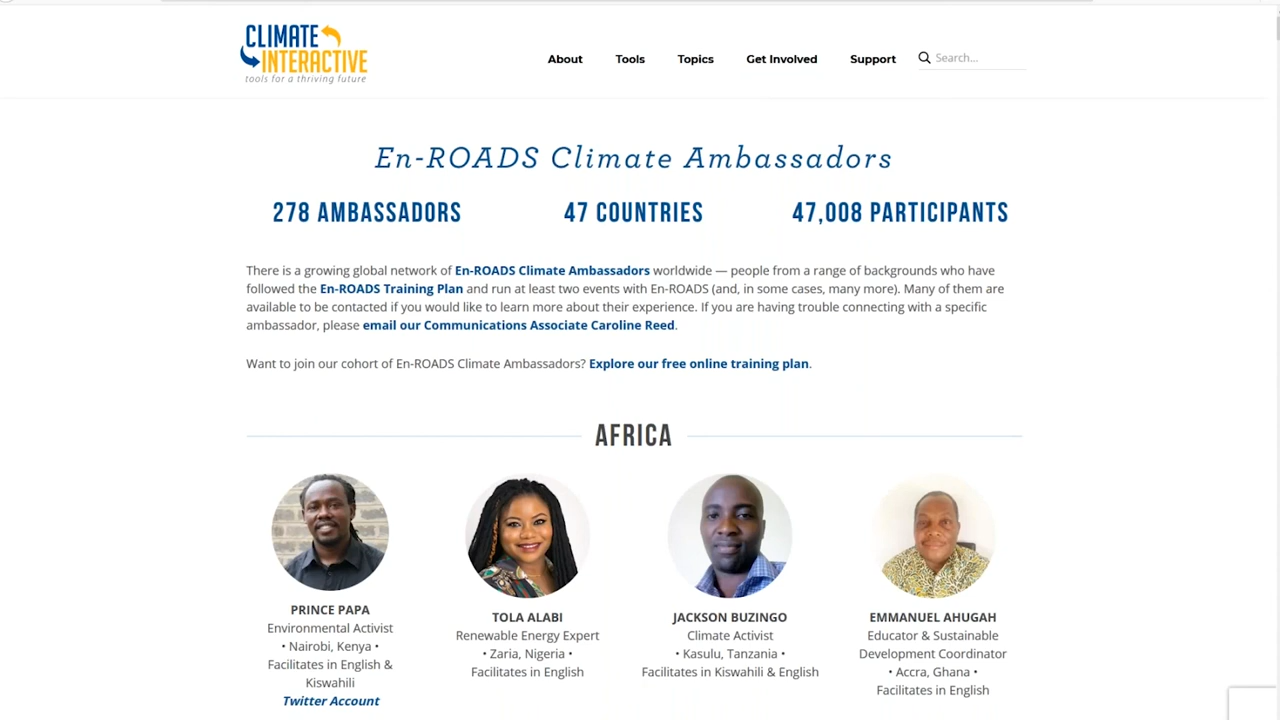 CLIMATE
INTERACTIVE
tools for a thriving future
About Tools Topics Get Involved Support Search...
En-ROADS Climate Ambassadors
278 AMBASSADORS 47 COUNTRIES 47,008 PARTICIPANTS
There is a growing global network of En-ROADS Climate Ambassadors worldwide — people from a range of backgrounds who have
followed the En-ROADS Training Plan and run at least two events with En-ROADS (and, in some cases, many more). Many of them are
available to be contacted if you would like to learn more about their experience. If you are having trouble connecting with a specific
ambassador, please email our Communications Associate Caroline Reed.
Want to join our cohort of En-ROADS Climate Ambassadors? Explore our free online training plan.
AFRICA
PRINCE PAPA
Environmental Activist
• Nairobi, Kenya •
Facilitates in English &
Kiswahili
Twitter Account
TOLA ALABI
Renewable Energy Expert
• Zaria, Nigeria •
Facilitates in English
JACKSON BUZINGO
Climate Activist
• Kasulu, Tanzania •
Facilitates in Kiswahili & English
EMMANUEL AHUGAH
Educator & Sustainable
Development Coordinator
• Accra, Ghana •
Facilitates in English